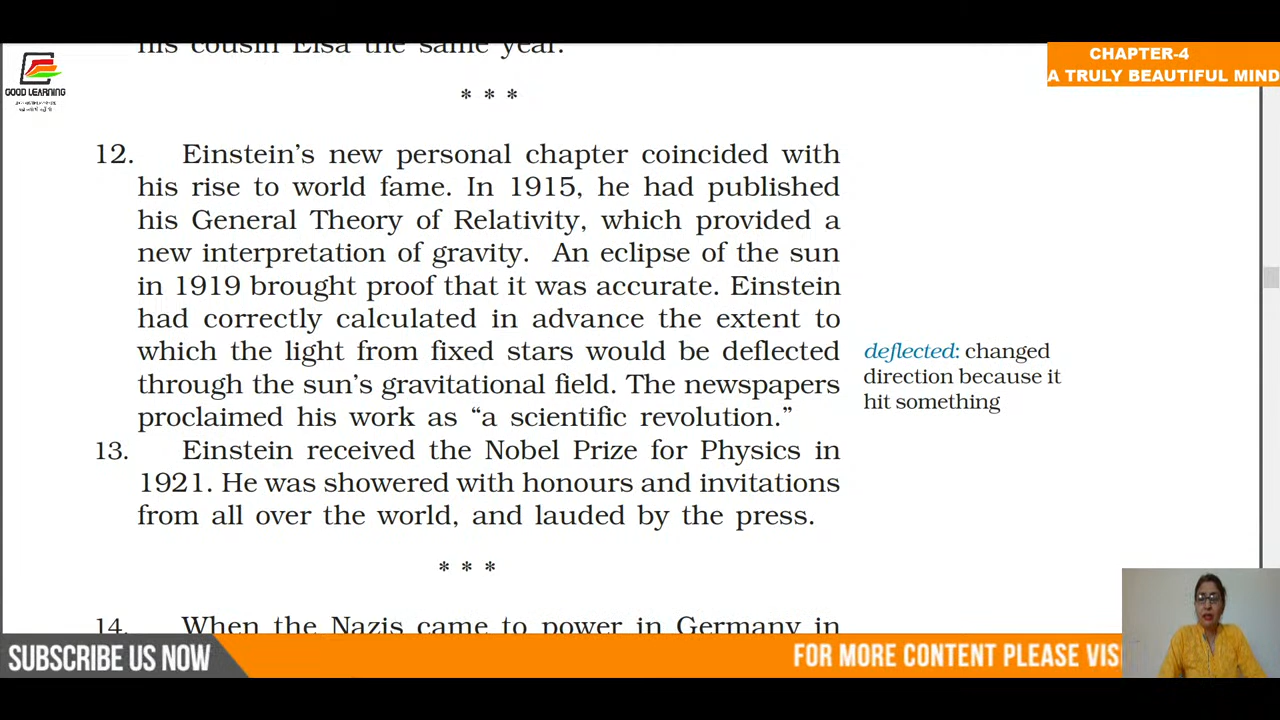 his cousin Elsa the same year.
CHAPTER-4
A TRULY BEAUTIFUL MIND
GOOD LEARNING
* * *
12. Einstein's new personal chapter coincided with
his rise to world fame. In 1915, he had published
his General Theory of Relativity, which provided a
new interpretation of gravity. An eclipse of the sun
in 1919 brought proof that it was accurate. Einstein
had correctly calculated in advance the extent to
which the light from fixed stars would be deflected
through the sun's gravitational field. The newspapers
proclaimed his work as “a scientific revolution.”
deflected: changed
direction because it
hit something
13. Einstein received the Nobel Prize for Physics in
1921. He was showered with honours and invitations
from all over the world, and lauded by the press.
* * *
14. When the Nazis came to power in Germany in
SUBSCRIBE US NOW
FOR MORE CONTENT PLEASE VIS